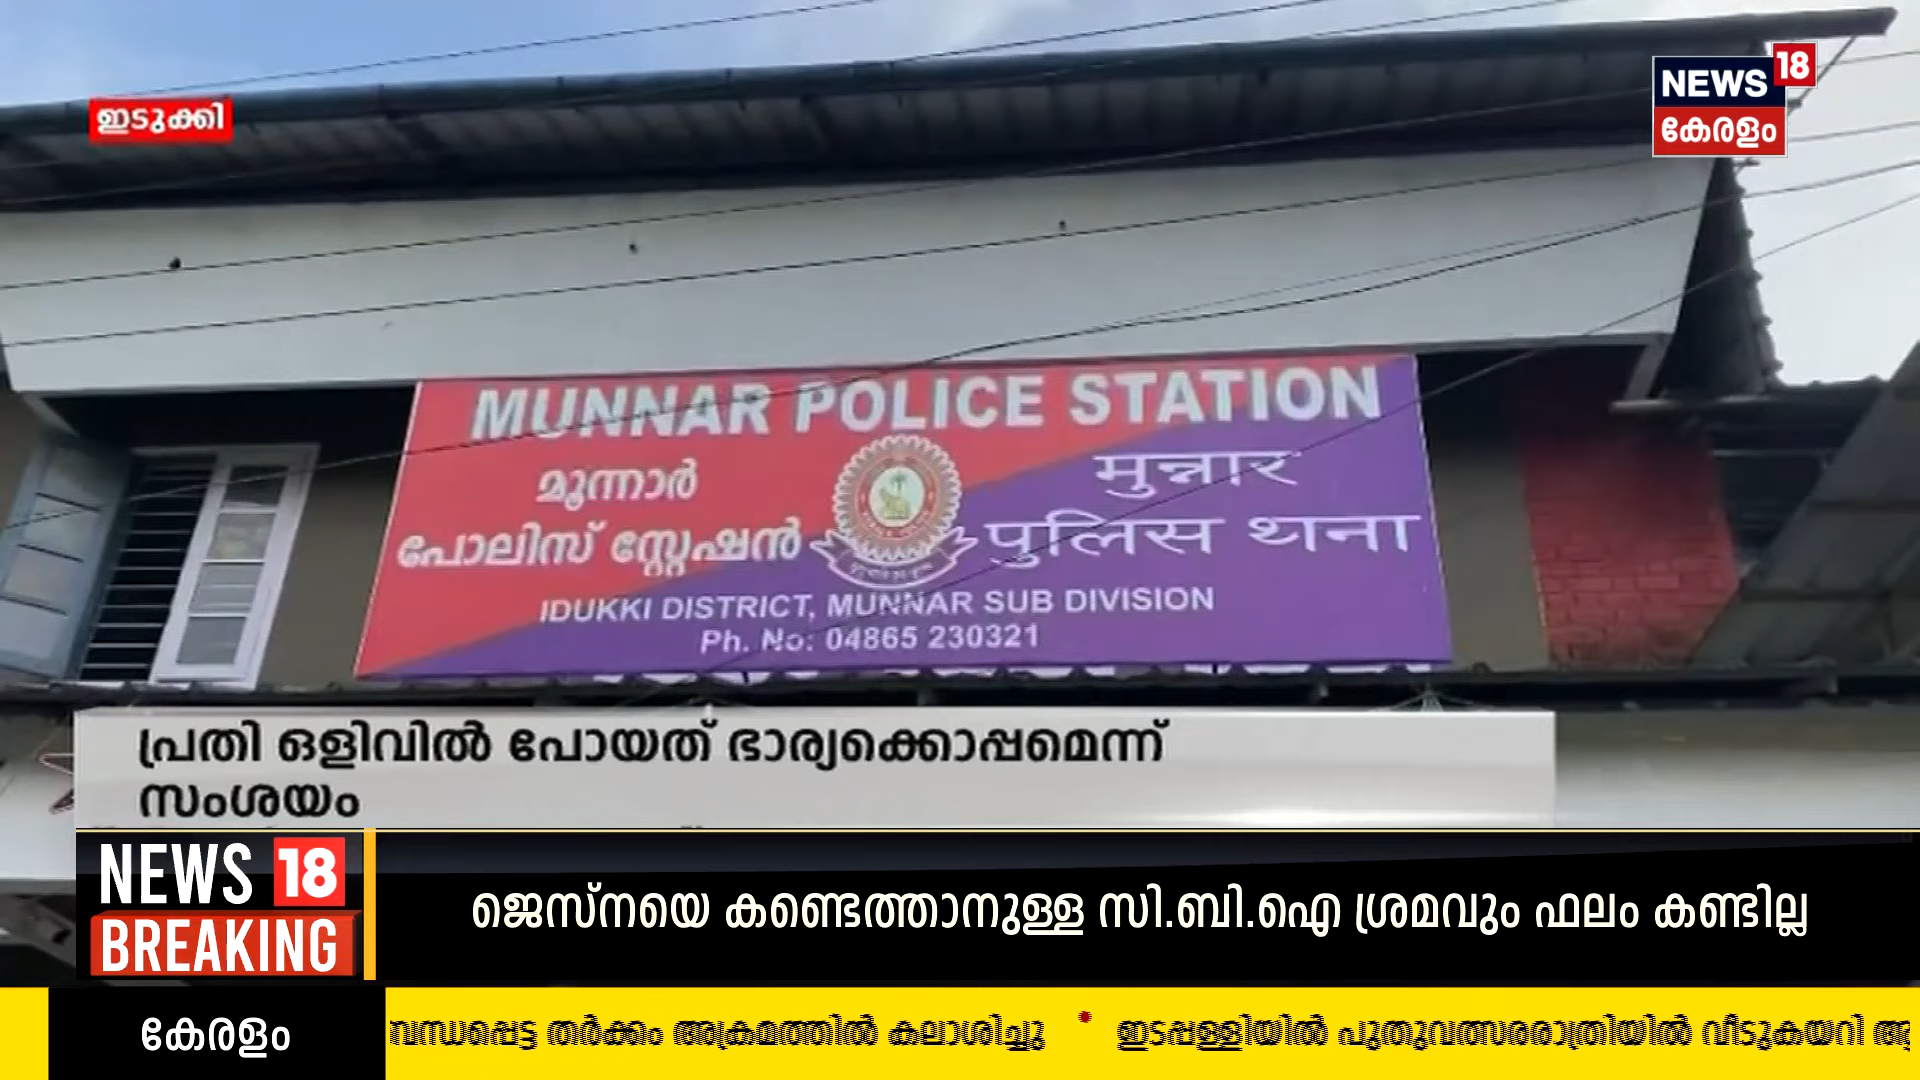 ഇടുക്കി
NEWS 18
കേരളം
MUNNAR POLICE STATION
മൂന്നാർ
പോലിസ് സ്റ്റേഷൻ
मुन्नार
पुलिस थना
IDUKKI DISTRICT, MUNNAR SUB DIVISION
Ph. No: 04865 230321
പ്രതി ഒളിവിൽ പോയത് ഭാര്യക്കൊപ്പമെന്ന്
സംശയം
NEWS 18
BREAKING
ജെസ്നയെ കണ്ടെത്താനുള്ള സി.ബി.ഐ ശ്രമവും ഫലം കണ്ടില്ല
കേരളം
ബന്ധപ്പെട്ട തർക്കം അക്രമത്തിൽ കലാശിച്ചു * ഇടപ്പള്ളിയിൽ പുതുവത്സരരാത്രിയിൽ വീടുകയറി